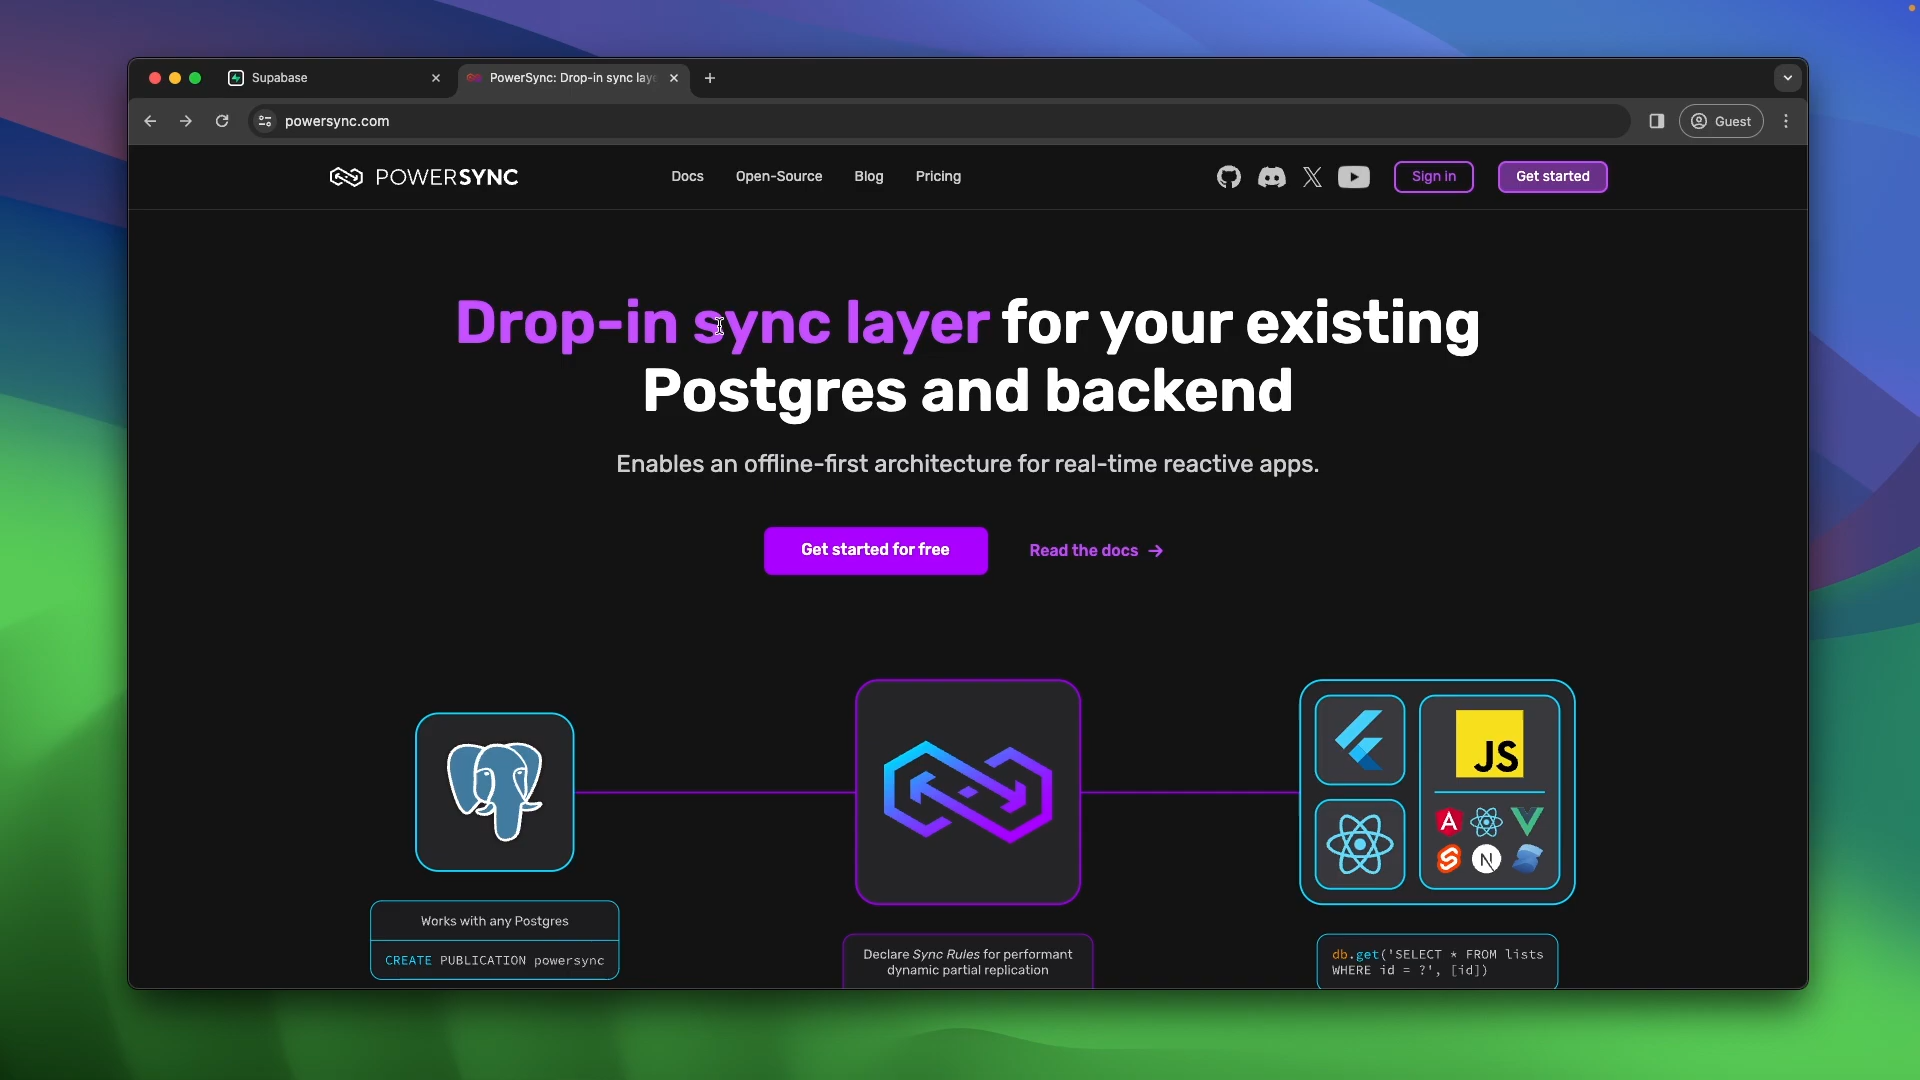 Supabase
PowerSync: Drop-in sync lay
powersync.com
Guest
POWERSYNC
Docs
Open-Source
Blog
Pricing
Sign in
Get started
Drop-in sync layer for your existing
Postgres and backend
Enables an offline-first architecture for real-time reactive apps.
Get started for free
Read the docs →
JS
A
N
Works with any Postgres
CREATE PUBLICATION powersync
Declare Sync Rules for performant
dynamic partial replication
db.get('SELECT * FROM lists
WHERE id = ?', [id])